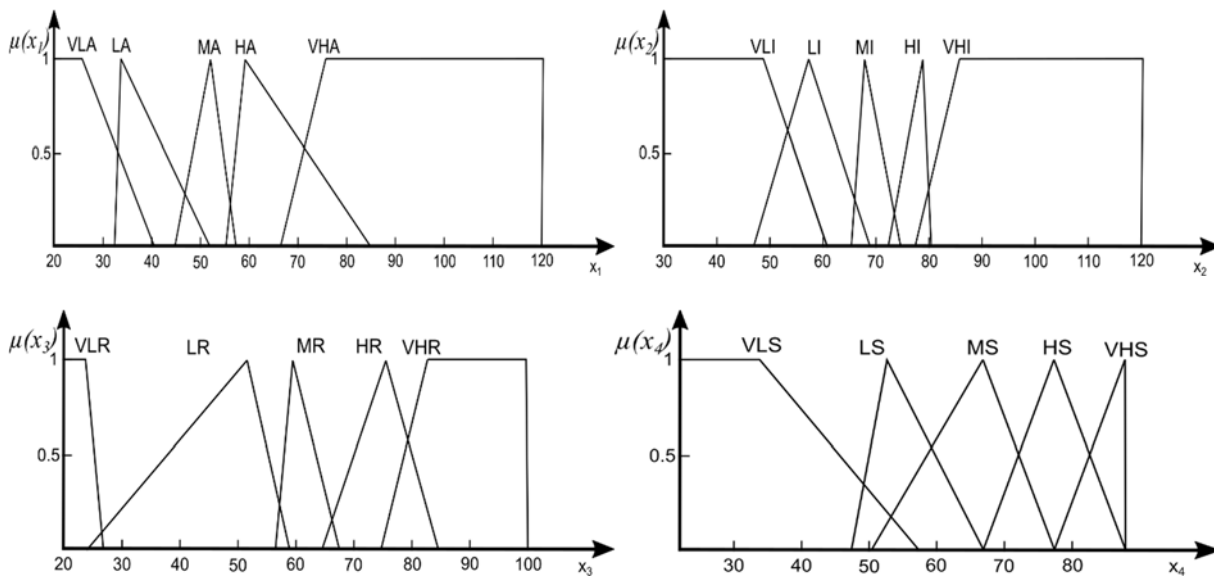 μ(x₁) VLA LA MA HA VHA
1
0.5
20 30 40 50 60 70 80 90 100 110 120
x₁
μ(x₂) VLI LI MI HI VHI
1
0.5
30 40 50 60 70 80 90 100 110 120
x₂
μ(x₃) VLR LR MR HR VHR
1
0.5
20 30 40 50 60 70 80 90 100
x₃
μ(x₄) VLS LS MS HS VHS
1
0.5
30 40 50 60 70 80
x₄